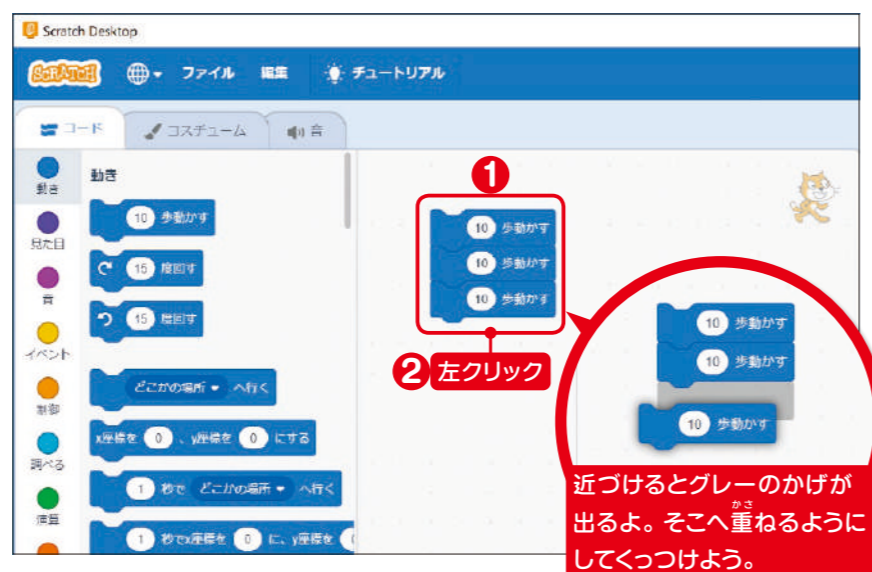 Scratch Desktop
SCRATCH ファイル 編集 チュートリアル
コード コスチューム 音
動き
見た目
音
イベント
制御
調べる
演算
動き
10 歩動かす
15 度回す
15 度回す
どこかの場所 へ行く
x座標を 0 、y座標を 0 にする
1 秒で どこかの場所 へ行く
1 秒でx座標を 0 に、y座標を
1
10 歩動かす
10 歩動かす
10 歩動かす
2 左クリック
10 歩動かす
10 歩動かす
10 歩動かす
近づけるとグレーのかげが
かさ
出るよ。そこへ重ねるように
してくっつけよう。